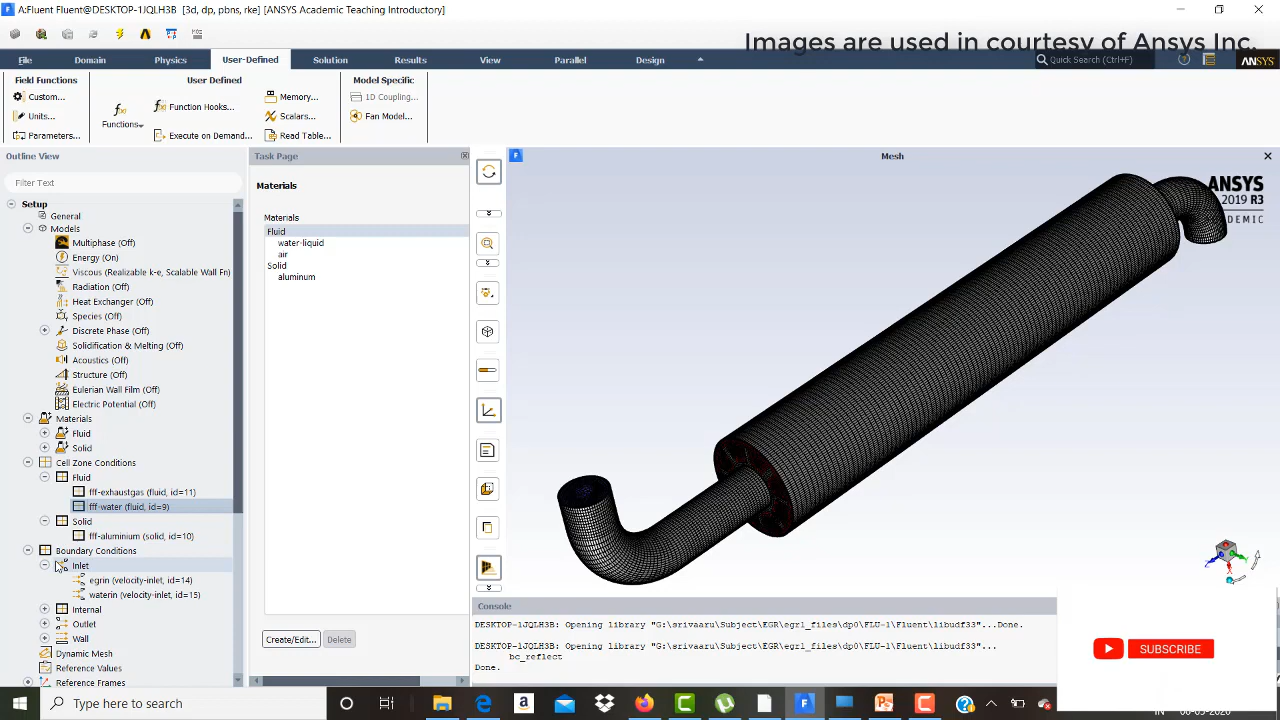 A:Fluent Fluent@DESKTOP-1JQLH3B [3d, dp, pbns, rke] [ANSYS Academic Teaching Introductory]
Images are used in courtesy of Ansys Inc.
File Domain Physics User-Defined Solution Results View Parallel Design
Quick Search (Ctrl+F)
ANSYS
Field Functions
User Defined
Model Specific
Custom...
Units...
Parameters...
Functions
Function Hooks...
Execute on Demand...
Memory...
Scalars...
Read Table...
1D Coupling...
Fan Model...
Outline View
Filter Text
Setup
General
Models
Multiphase (Off)
Energy (On)
Viscous (Realizable k-e, Scalable Wall Fn)
Radiation (Off)
Heat Exchanger (Off)
Species (Off)
Discrete Phase (Off)
Solidification & Melting (Off)
Acoustics (Off)
Structure (Off)
Eulerian Wall Film (Off)
Electric Potential (Off)
Materials
Fluid
Solid
Cell Zone Conditions
Fluid
fff-exhaustgas (fluid, id=11)
fff-water (fluid, id=9)
Solid
fff-aluminium (solid, id=10)
Boundary Conditions
Inlet
egrin (velocity-inlet, id=14)
waterin (velocity-inlet, id=15)
Internal
Outlet
Wall
Dynamic Mesh
Reference Values
Reference Frames
Task Page
Materials
Materials
Fluid
water-liquid
air
Solid
aluminum
Create/Edit...
Delete
Mesh
ANSYS
2019 R3
DEMIC
Console
DESKTOP-1JQLH3B: Opening library "G:\srivaaru\Subject\EGR\egr1_files\dp0\FLU-1\Fluent\libudf33"...Done.
DESKTOP-1JQLH3B: Opening library "G:\srivaaru\Subject\EGR\egr1_files\dp0\FLU-1\Fluent\libudf33"...
bc_reflect
Done.
SUBSCRIBE
Type here to search